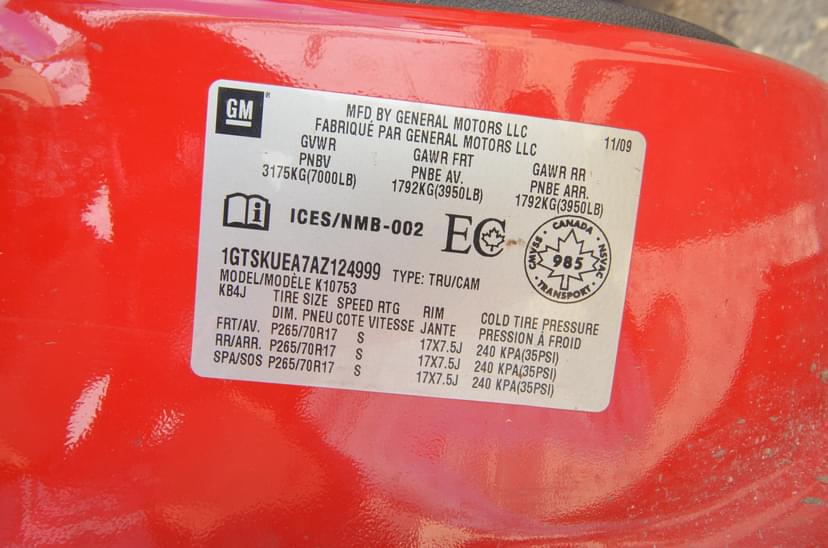 GM
MFD BY GENERAL MOTORS LLC
FABRIQUÉ PAR GENERAL MOTORS LLC
11/09
GVWR GAWR FRT GAWR RR
PNBV PNBE AV. PNBE ARR.
3175KG(7000LB) 1792KG(3950LB) 1792KG(3950LB)
i ICES/NMB-002 EC
CANADA
CMVSS 985 NSVAC
TRANSPORT
1GTSKUEA7AZ124999 TYPE: TRU/CAM
MODEL/MODÈLE K10753
KB4J TIRE SIZE SPEED RTG RIM COLD TIRE PRESSURE
DIM. PNEU COTE VITESSE JANTE PRESSION À FROID
FRT/AV. P265/70R17 S 17X7.5J 240 KPA(35PSI)
RR/ARR. P265/70R17 S 17X7.5J 240 KPA(35PSI)
SPA/SOS P265/70R17 S 17X7.5J 240 KPA(35PSI)